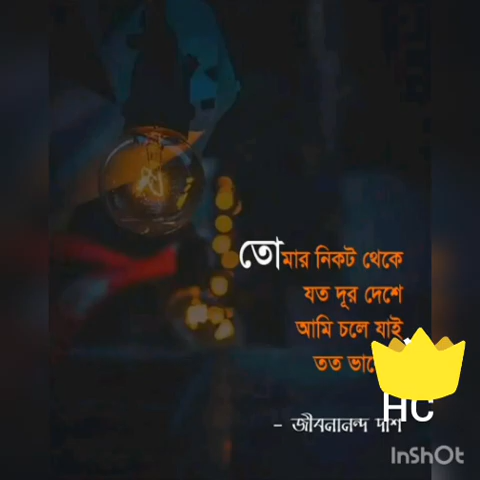 তোমার নিকট থেকে
যত দূর দেশে
আমি চলে যাই
তত
- জীবনানন্দ দাশ
HC
InShOt